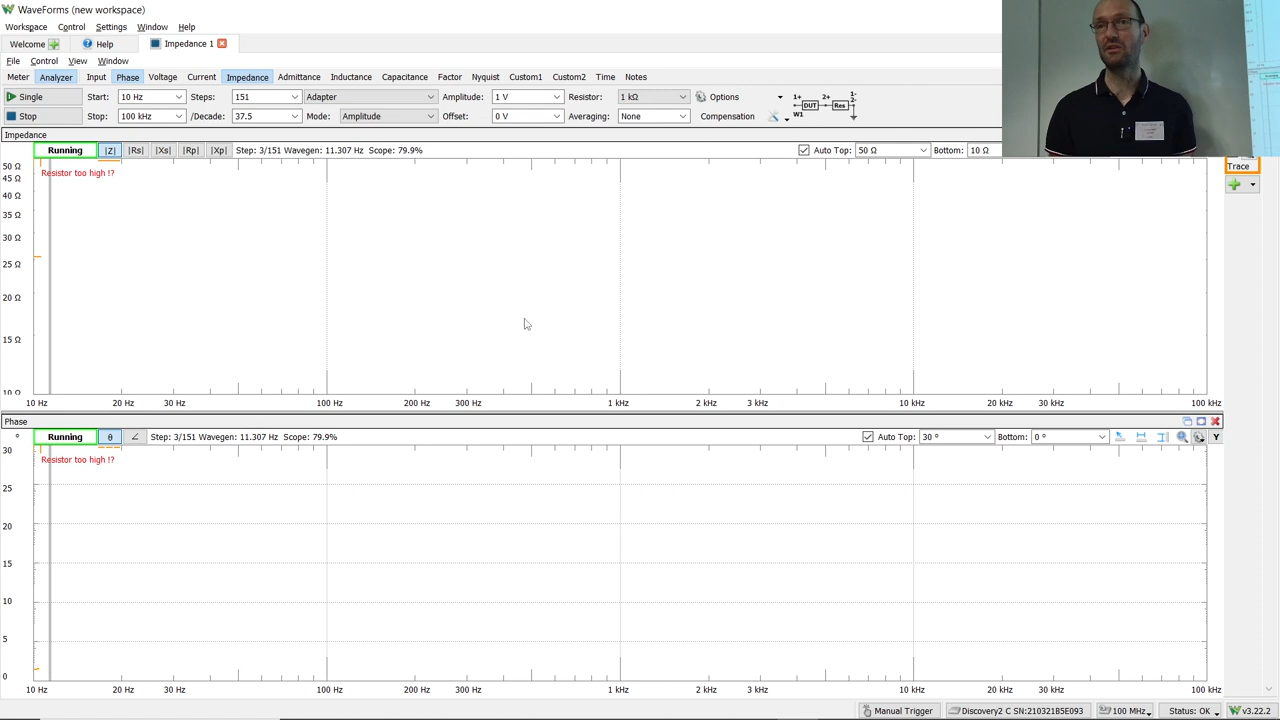 WaveForms (new workspace)
Workspace Control Settings Window Help
Welcome Help Impedance 1
File Control View Window
Meter Analyzer Input Phase Voltage Current Impedance Admittance Inductance Capacitance Factor Nyquist Custom1 Custom2 Time Notes
Single Start: 10 Hz Steps: 151 Adapter Amplitude: 1 V Resistor: 1 kΩ Options
Stop Stop: 100 kHz /Decade: 37.5 Mode: Amplitude Offset: 0 V Averaging: None Compensation
1+ 2+ 1- 2-
DUT Res
W1
Impedance
Running |Z| |Rs| |Xs| |Rp| |Xp| Step: 3/151 Wavegen: 11.307 Hz Scope: 79.9% Auto Top: 50 Ω Bottom: 10 Ω
Trace
Resistor too high !?
50 Ω
45 Ω
40 Ω
35 Ω
30 Ω
25 Ω
20 Ω
15 Ω
10 Ω
10 Hz 20 Hz 30 Hz 100 Hz 200 Hz 300 Hz 1 kHz 2 kHz 3 kHz 10 kHz 20 kHz 30 kHz 100 kHz
Phase
° Running θ ∠ Step: 3/151 Wavegen: 11.307 Hz Scope: 79.9% Auto Top: 30 ° Bottom: 0 ° Y
Resistor too high !?
30
25
20
15
10
5
0
10 Hz 20 Hz 30 Hz 100 Hz 200 Hz 300 Hz 1 kHz 2 kHz 3 kHz 10 kHz 20 kHz 30 kHz 100 kHz
Manual Trigger Discovery2 C SN:210321B5E093 100 MHz Status: OK v3.22.2